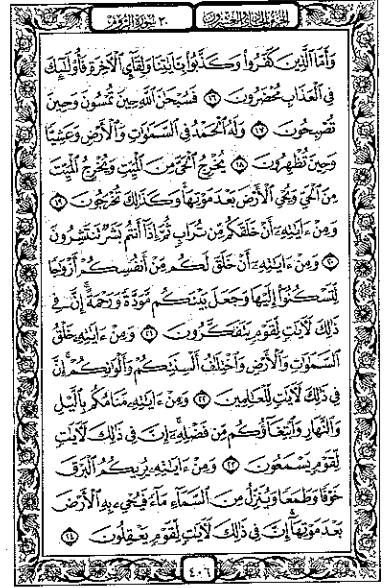 الجزء الحادي والعشرون ٣٠ سورة الروم
وَأَمَّا ٱلَّذِينَ كَفَرُوا۟ وَكَذَّبُوا۟ بِـَٔايَٰتِنَا وَلِقَآئِ ٱلْءَاخِرَةِ فَأُو۟لَٰٓئِكَ
فِى ٱلْعَذَابِ مُحْضَرُونَ ١٦ فَسُبْحَٰنَ ٱللَّهِ حِينَ تُمْسُونَ وَحِينَ
تُصْبِحُونَ ١٧ وَلَهُ ٱلْحَمْدُ فِى ٱلسَّمَٰوَٰتِ وَٱلْأَرْضِ وَعَشِيًّا
وَحِينَ تُظْهِرُونَ ١٨ يُخْرِجُ ٱلْحَىَّ مِنَ ٱلْمَيِّتِ وَيُخْرِجُ ٱلْمَيِّتَ
مِنَ ٱلْحَىِّ وَيُحْىِ ٱلْأَرْضَ بَعْدَ مَوْتِهَا ۚ وَكَذَٰلِكَ تُخْرَجُونَ ١٩
وَمِنْ ءَايَٰتِهِۦٓ أَنْ خَلَقَكُم مِّن تُرَابٍ ثُمَّ إِذَآ أَنتُم بَشَرٌ تَنتَشِرُونَ
٢٠ وَمِنْ ءَايَٰتِهِۦٓ أَنْ خَلَقَ لَكُم مِّنْ أَنفُسِكُمْ أَزْوَٰجًا
لِّتَسْكُنُوٓا۟ إِلَيْهَا وَجَعَلَ بَيْنَكُم مَّوَدَّةً وَرَحْمَةً ۚ إِنَّ فِى
ذَٰلِكَ لَءَايَٰتٍ لِّقَوْمٍ يَتَفَكَّرُونَ ٢١ وَمِنْ ءَايَٰتِهِۦ خَلْقُ
ٱلسَّمَٰوَٰتِ وَٱلْأَرْضِ وَٱخْتِلَٰفُ أَلْسِنَتِكُمْ وَأَلْوَٰنِكُمْ ۚ إِنَّ
فِى ذَٰلِكَ لَءَايَٰتٍ لِّلْعَٰلِمِينَ ٢٢ وَمِنْ ءَايَٰتِهِۦ مَنَامُكُم بِٱلَّيْلِ
وَٱلنَّهَارِ وَٱبْتِغَآؤُكُم مِّن فَضْلِهِۦٓ ۚ إِنَّ فِى ذَٰلِكَ لَءَايَٰتٍ
لِّقَوْمٍ يَسْمَعُونَ ٢٣ وَمِنْ ءَايَٰتِهِۦ يُرِيكُمُ ٱلْبَرْقَ
خَوْفًا وَطَمَعًا وَيُنَزِّلُ مِنَ ٱلسَّمَآءِ مَآءً فَيُحْىِۦ بِهِ ٱلْأَرْضَ
بَعْدَ مَوْتِهَآ ۚ إِنَّ فِى ذَٰلِكَ لَءَايَٰتٍ لِّقَوْمٍ يَعْقِلُونَ ٢٤
٤٠٦